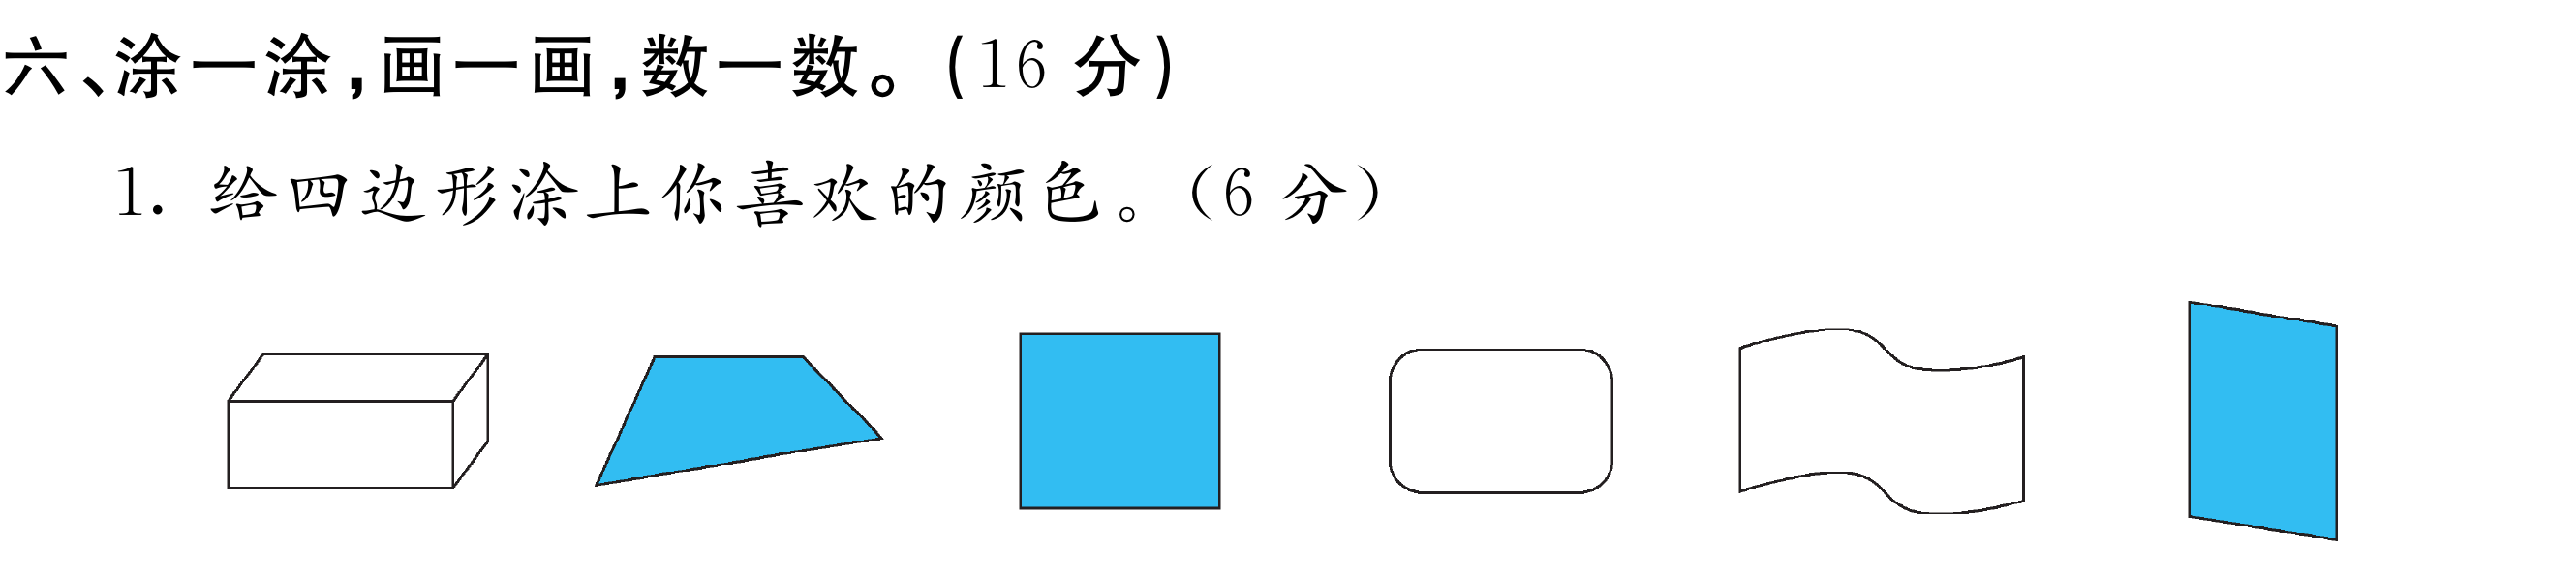 六、涂一涂,画一画,数一数。(16 分)
1. 给四边形涂上你喜欢的颜色。(6 分)